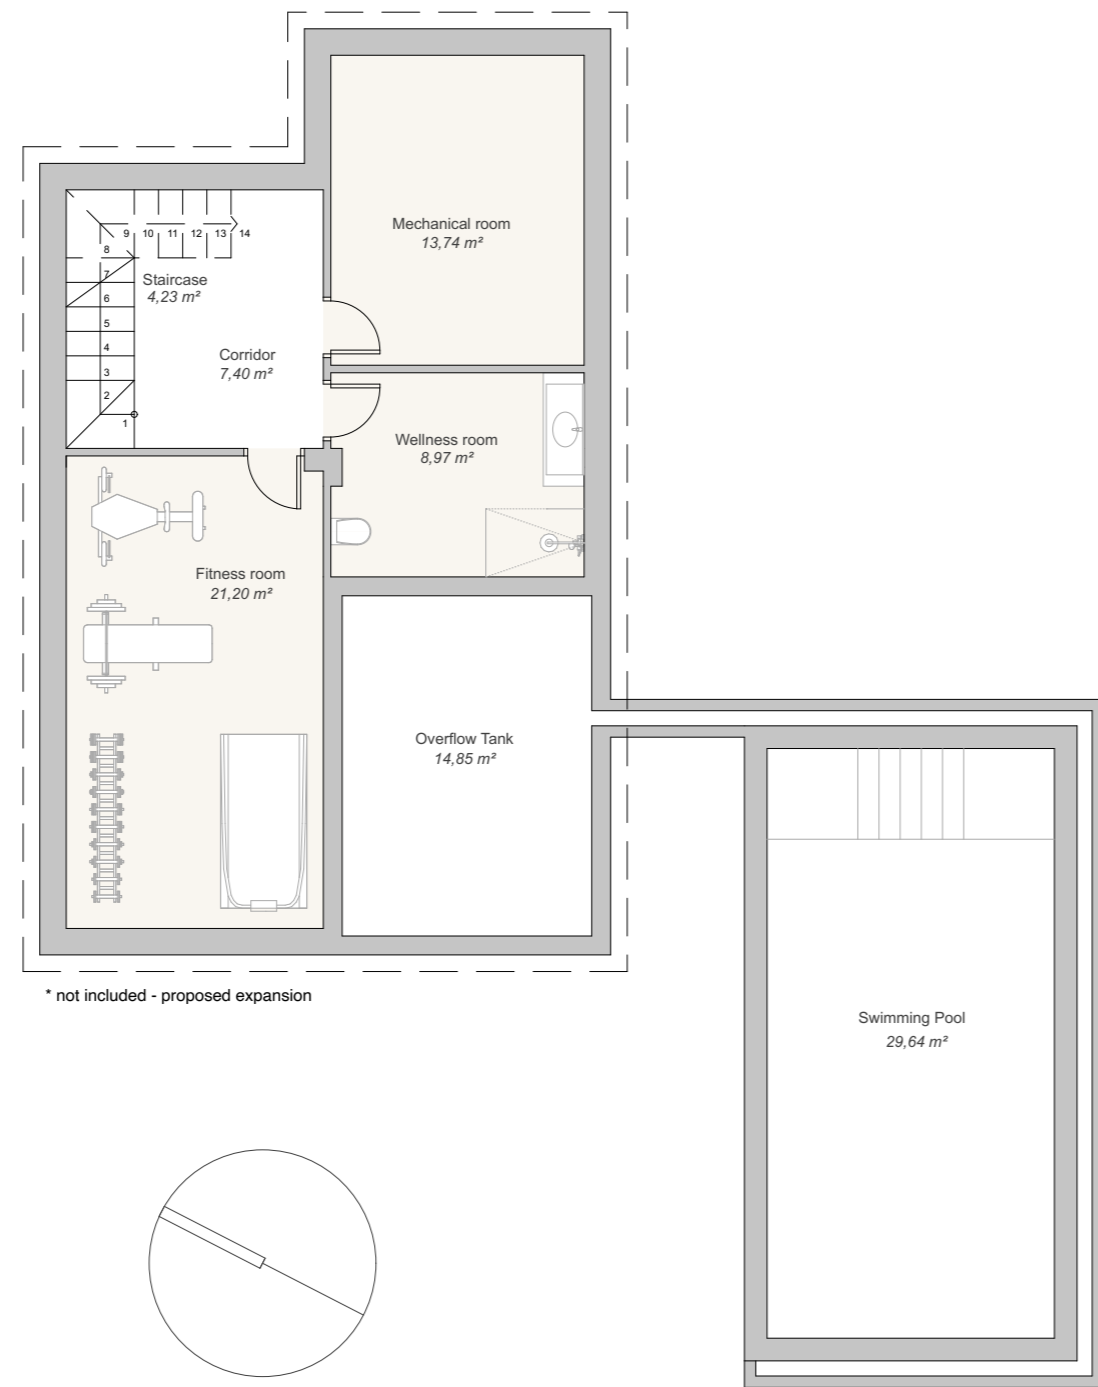 Mechanical room
13,74 m²
9 10 11 12 13 14
8
7
Staircase
4,23 m²
6
5
4
3
2
1
Corridor
7,40 m²
Wellness room
8,97 m²
Fitness room
21,20 m²
Overflow Tank
14,85 m²
* not included - proposed expansion
Swimming Pool
29,64 m²